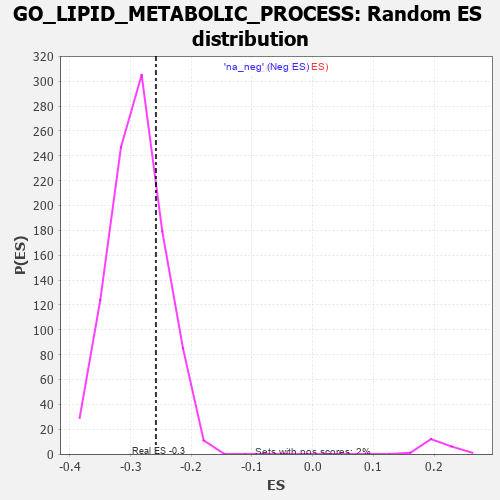 GO_LIPID_METABOLIC_PROCESS: Random ES
distribution
'na_neg' (Neg ES) ES)
320
300
280
260
240
220
200
180
160
140
120
100
80
60
40
20
0
P(ES)
Real ES -0.3
Sets with pos scores: 2%
-0.4 -0.3 -0.2 -0.1 0.0 0.1 0.2
ES